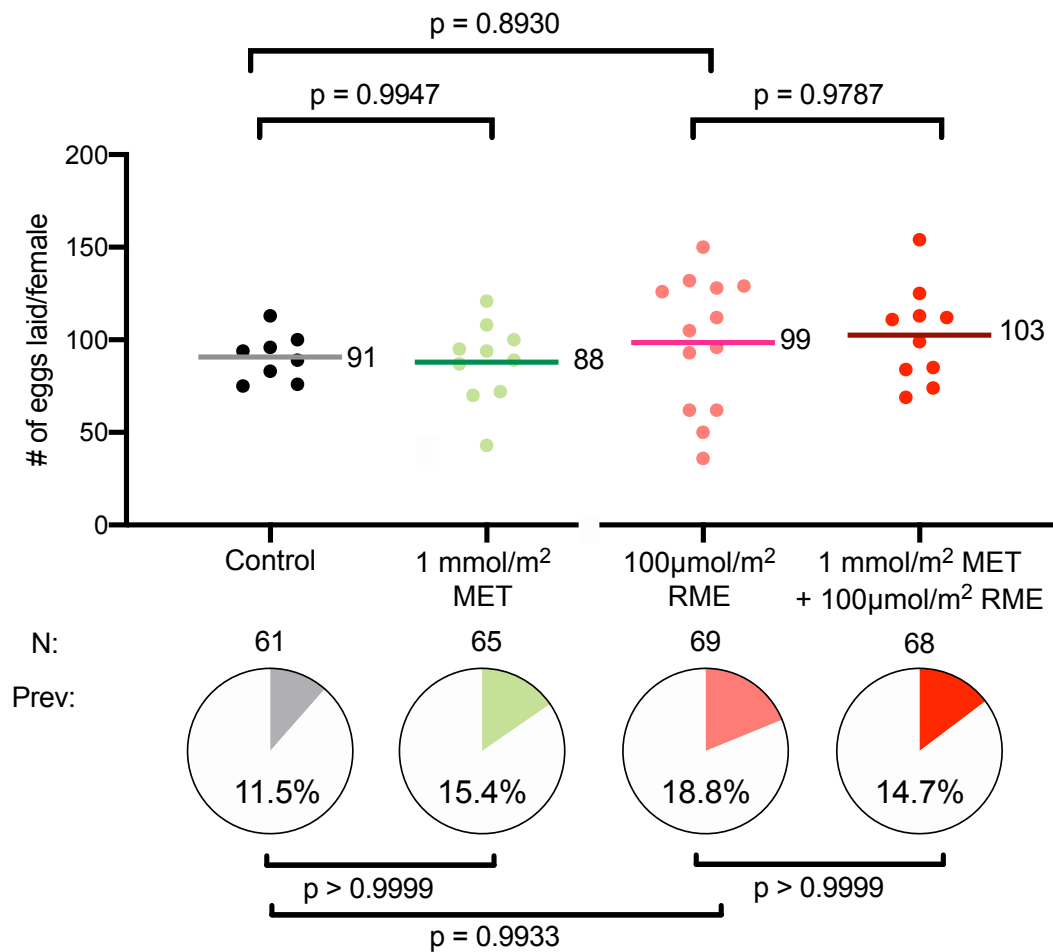 p = 0.8930
p = 0.9947
p = 0.9787
# of eggs laid/female
200
150
100
50
0
91
88
99
103
Control
1 mmol/m² MET
100µmol/m² RME
1 mmol/m² MET + 100µmol/m² RME
N:
61
65
69
68
Prev:
11.5%
15.4%
18.8%
14.7%
p > 0.9999
p > 0.9999
p = 0.9933